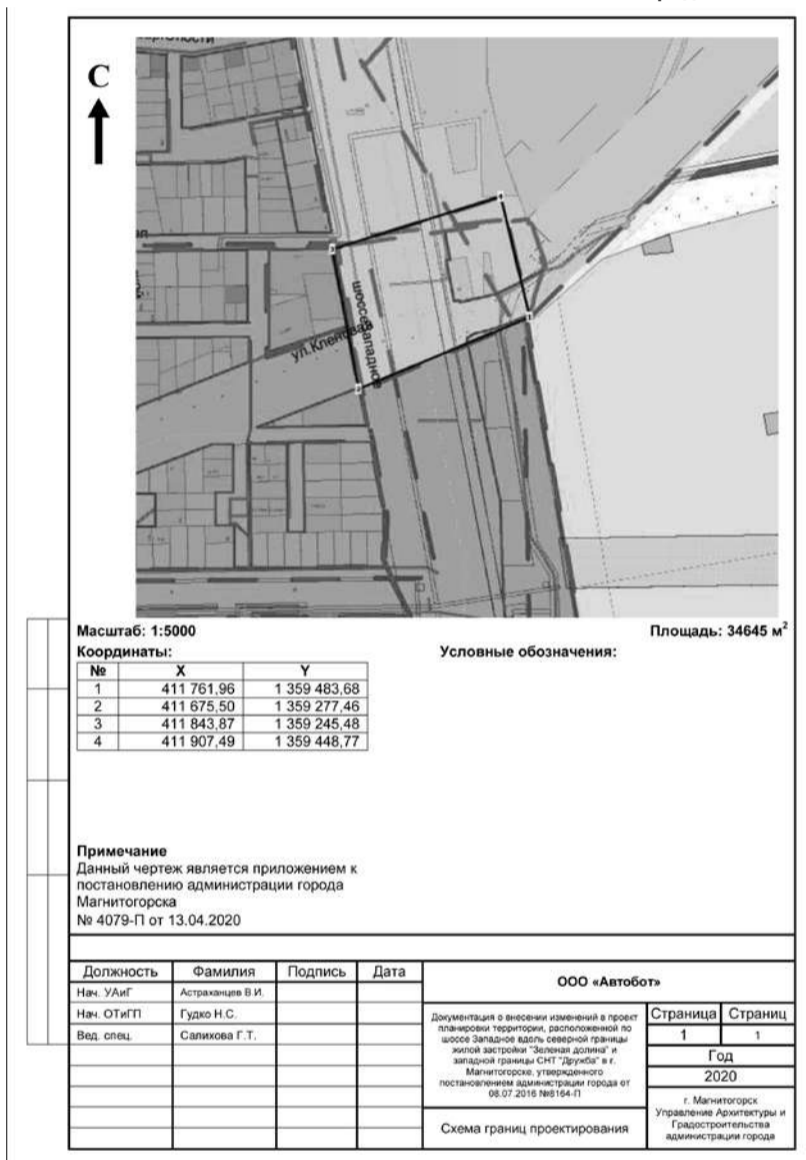 С
ул.Кленовая
шоссе Западное
Масштаб: 1:5000
Площадь: 34645 м²
Координаты:
Условные обозначения:
№ X Y
1 411 761,96 1 359 483,68
2 411 675,50 1 359 277,46
3 411 843,87 1 359 245,48
4 411 907,49 1 359 448,77
Примечание
Данный чертеж является приложением к
постановлению администрации города
Магнитогорска
№ 4079-П от 13.04.2020
Должность Фамилия Подпись Дата
ООО «Автобот»
Нач. УАиГ Астраханцев В.И.
Нач. ОТиГП Гудко Н.С.
Вед. спец. Салихова Г.Т.
Документация о внесении изменений в проект
планировки территории, расположенной по
шоссе Западное вдоль северной границы
жилой застройки "Зеленая долина" и
западной границы СНТ "Дружба" в г.
Магнитогорске, утвержденного
постановлением администрации города от
08.07.2016 №8164-П
Страница Страниц
1 1
Год
2020
Схема границ проектирования
г. Магнитогорск
Управление Архитектуры и
Градостроительства
администрации города